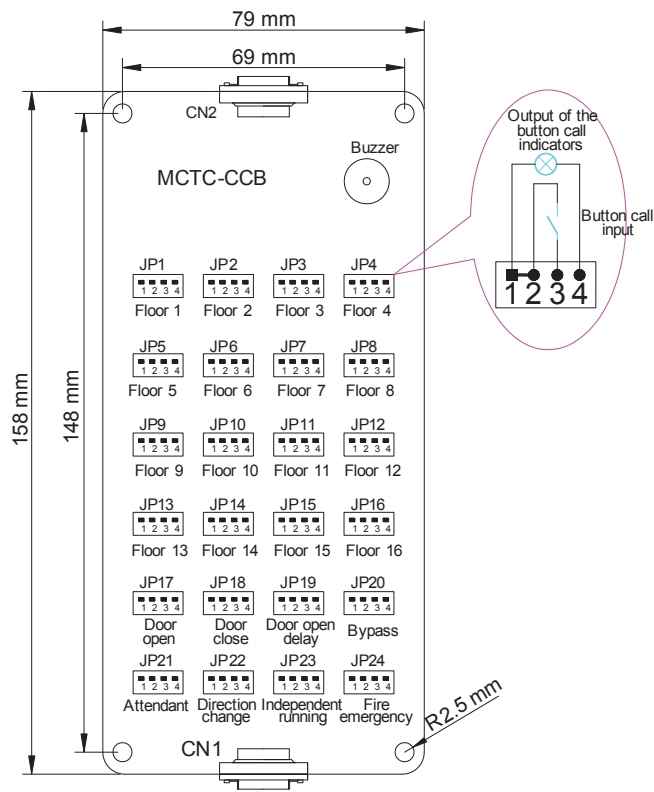 79 mm
69 mm
CN2
Buzzer
MCTC-CCB
Output of the
button call
indicators
Button call
input
1 2 3 4
158 mm
148 mm
JP1 JP2 JP3 JP4
1 2 3 4 1 2 3 4 1 2 3 4 1 2 3 4
Floor 1 Floor 2 Floor 3 Floor 4
JP5 JP6 JP7 JP8
1 2 3 4 1 2 3 4 1 2 3 4 1 2 3 4
Floor 5 Floor 6 Floor 7 Floor 8
JP9 JP10 JP11 JP12
1 2 3 4 1 2 3 4 1 2 3 4 1 2 3 4
Floor 9 Floor 10 Floor 11 Floor 12
JP13 JP14 JP15 JP16
1 2 3 4 1 2 3 4 1 2 3 4 1 2 3 4
Floor 13 Floor 14 Floor 15 Floor 16
JP17 JP18 JP19 JP20
1 2 3 4 1 2 3 4 1 2 3 4 1 2 3 4
Door Door Door open Bypass
open close delay
JP21 JP22 JP23 JP24
1 2 3 4 1 2 3 4 1 2 3 4 1 2 3 4
Attendant Direction Independent Fire
change running emergency
R2.5 mm
CN1